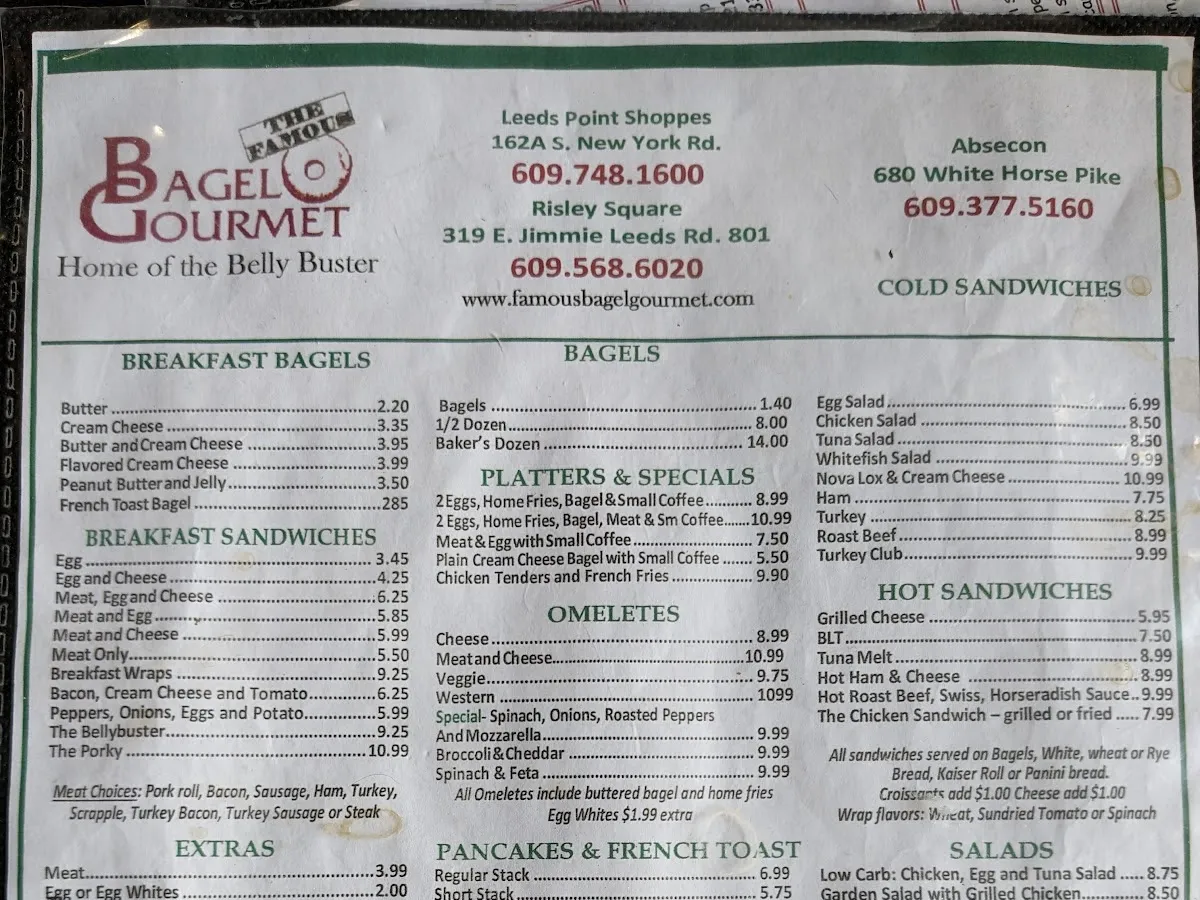 THE FAMOUS
BAGEL
GOURMET
Home of the Belly Buster
Leeds Point Shoppes
162A S. New York Rd.
609.748.1600
Risley Square
319 E. Jimmie Leeds Rd. 801
609.568.6020
www.famousbagelgourmet.com
Absecon
680 White Horse Pike
609.377.5160
BREAKFAST BAGELS
Butter 2.20
Cream Cheese 3.35
Butter and Cream Cheese 3.95
Flavored Cream Cheese 3.99
Peanut Butter and Jelly 3.50
French Toast Bagel 285
BREAKFAST SANDWICHES
Egg 3.45
Egg and Cheese 4.25
Meat, Egg and Cheese 6.25
Meat and Egg 5.85
Meat and Cheese 5.99
Meat Only 5.50
Breakfast Wraps 9.25
Bacon, Cream Cheese and Tomato 6.25
Peppers, Onions, Eggs and Potato 5.99
The Bellybuster 9.25
The Porky 10.99
Meat Choices: Pork roll, Bacon, Sausage, Ham, Turkey,
Scrapple, Turkey Bacon, Turkey Sausage or Steak
EXTRAS
Meat 3.99
Egg or Egg Whites 2.00
BAGELS
Bagels 1.40
1/2 Dozen 8.00
Baker's Dozen 14.00
PLATTERS & SPECIALS
2 Eggs, Home Fries, Bagel & Small Coffee 8.99
2 Eggs, Home Fries, Bagel, Meat & Sm Coffee 10.99
Meat & Egg with Small Coffee 7.50
Plain Cream Cheese Bagel with Small Coffee 5.50
Chicken Tenders and French Fries 9.90
OMELETES
Cheese 8.99
Meat and Cheese 10.99
Veggie 9.75
Western 1099
Special- Spinach, Onions, Roasted Peppers
And Mozzarella 9.99
Broccoli & Cheddar 9.99
Spinach & Feta 9.99
All Omeletes include buttered bagel and home fries
Egg Whites $1.99 extra
PANCAKES & FRENCH TOAST
Regular Stack 6.99
Short Stack 5.75
COLD SANDWICHES
Egg Salad 6.99
Chicken Salad 8.50
Tuna Salad 8.50
Whitefish Salad 9.99
Nova Lox & Cream Cheese 10.99
Ham 7.75
Turkey 8.25
Roast Beef 8.99
Turkey Club 9.99
HOT SANDWICHES
Grilled Cheese 5.95
BLT 7.50
Tuna Melt 8.99
Hot Ham & Cheese 8.99
Hot Roast Beef, Swiss, Horseradish Sauce 9.99
The Chicken Sandwich – grilled or fried 7.99
All sandwiches served on Bagels, White, wheat or Rye
Bread, Kaiser Roll or Panini bread.
Croissants add $1.00 Cheese add $1.00
Wrap flavors: Wheat, Sundried Tomato or Spinach
SALADS
Low Carb: Chicken, Egg and Tuna Salad 8.75
Garden Salad with Grilled Chicken 8.50